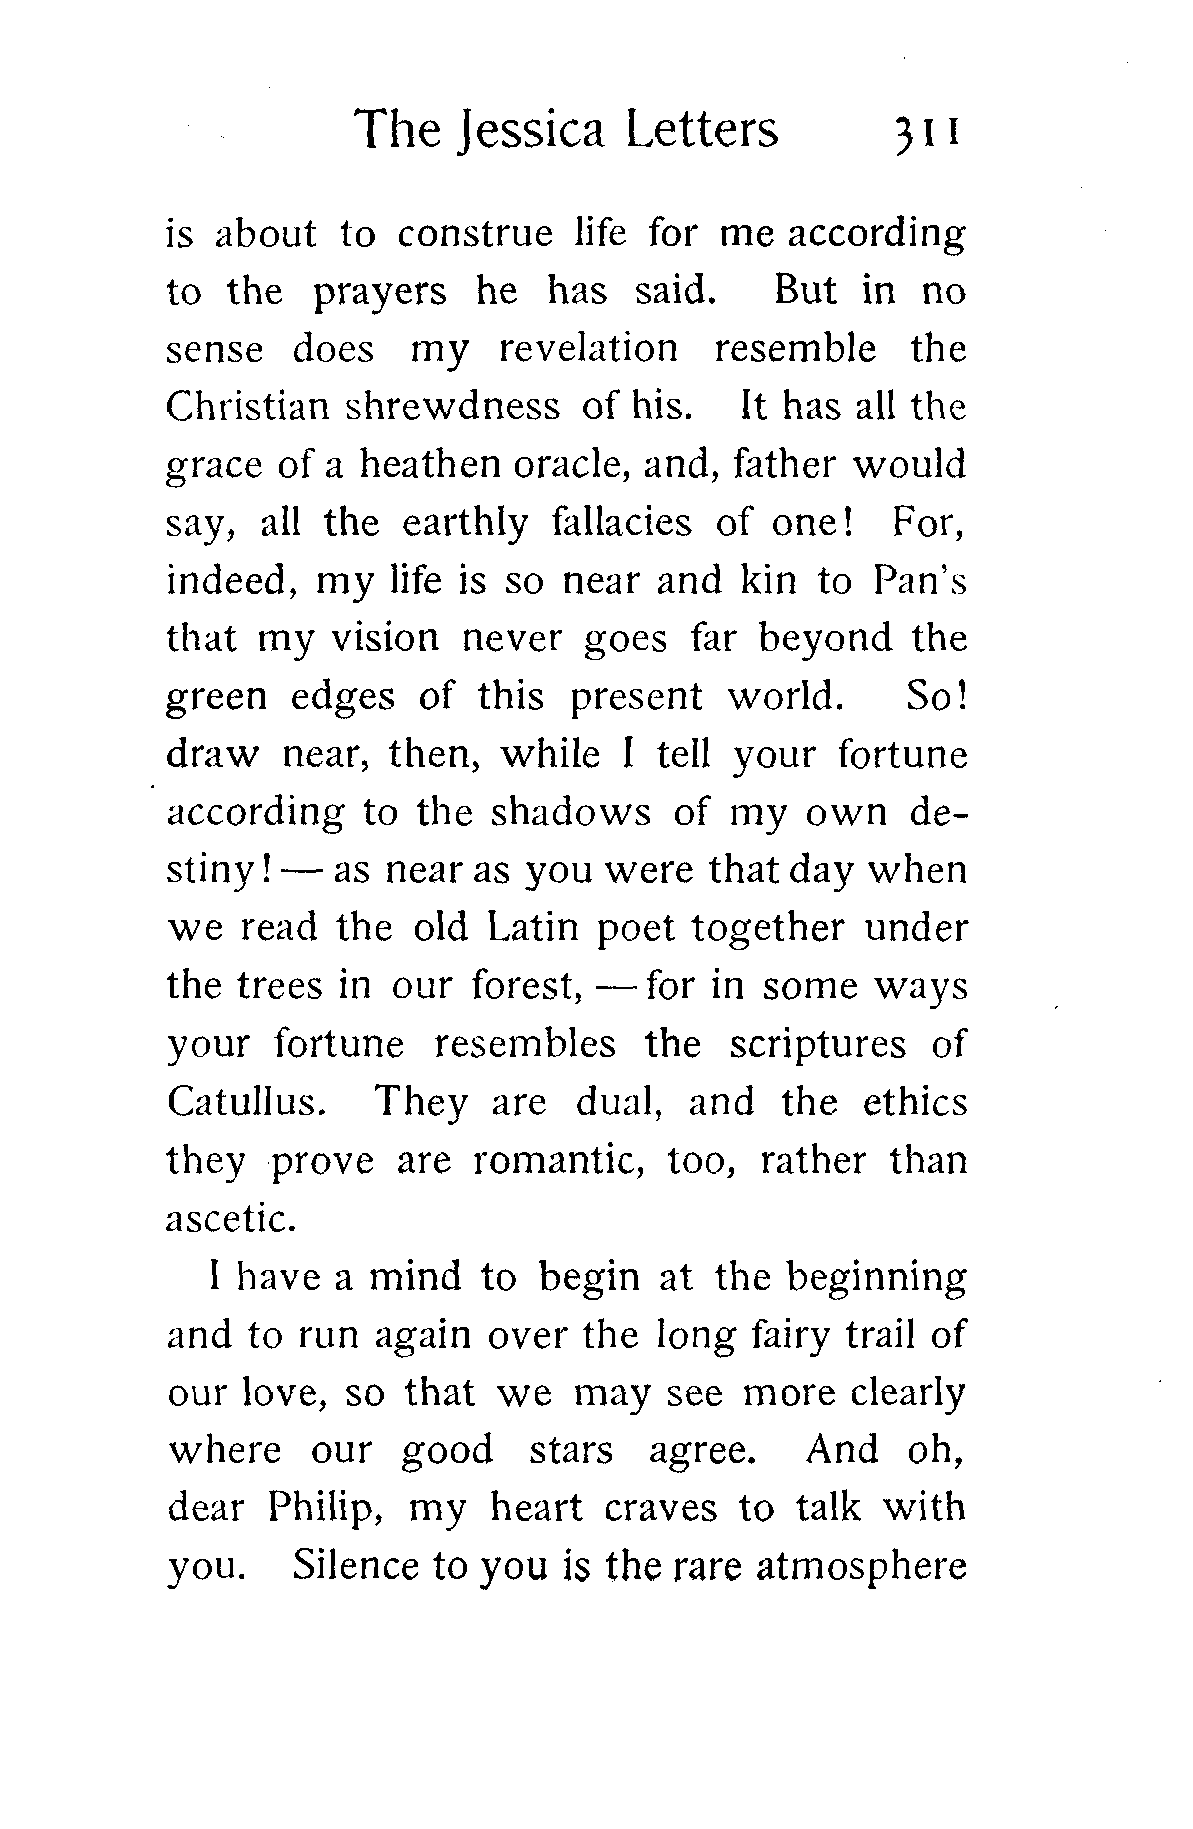 The Jessica Letters 311
is about to construe life for me according
to the prayers he has said. But in no
sense does my revelation resemble the
Christian shrewdness of his. It has all the
grace of a heathen oracle, and, father would
say, all the earthly fallacies of one! For,
indeed, my life is so near and kin to Pan's
that my vision never goes far beyond the
green edges of this present world. So!
draw near, then, while I tell your fortune
according to the shadows of my own de-
stiny! — as near as you were that day when
we read the old Latin poet together under
the trees in our forest, — for in some ways
your fortune resembles the scriptures of
Catullus. They are dual, and the ethics
they prove are romantic, too, rather than
ascetic.
I have a mind to begin at the beginning
and to run again over the long fairy trail of
our love, so that we may see more clearly
where our good stars agree. And oh,
dear Philip, my heart craves to talk with
you. Silence to you is the rare atmosphere